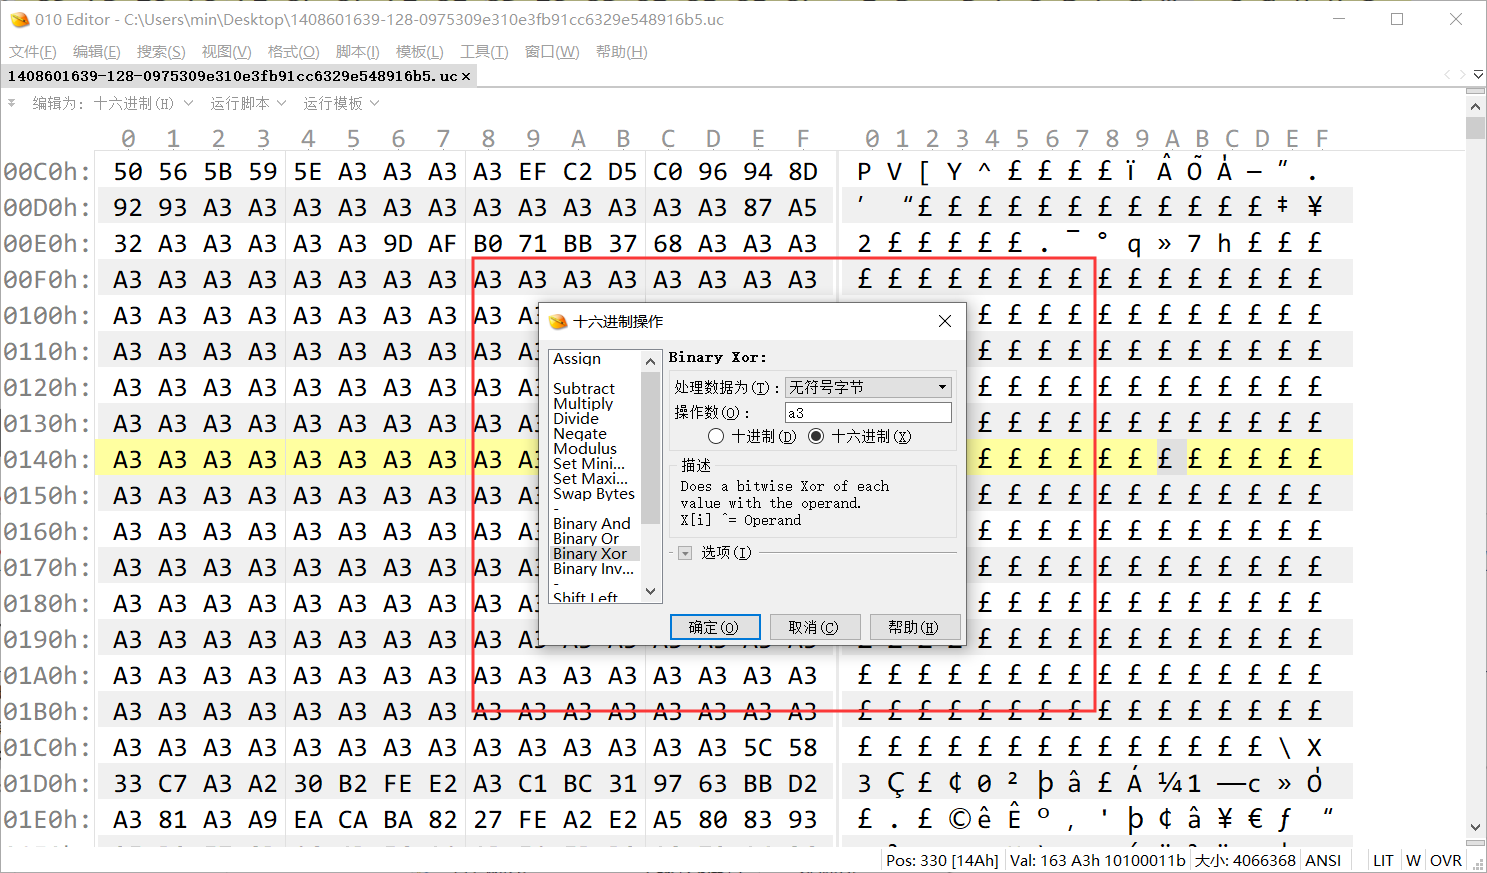 010 Editor - C:\Users\min\Desktop\1408601639-128-0975309e310e3fb91cc6329e548916b5.uc
文件(F) 编辑(E) 搜索(S) 视图(V) 格式(O) 脚本(I) 模板(L) 工具(T) 窗口(W) 帮助(H)
1408601639-128-0975309e310e3fb91cc6329e548916b5.uc ×
编辑为: 十六进制(H) 运行脚本 运行模板
0 1 2 3 4 5 6 7 8 9 A B C D E F 0 1 2 3 4 5 6 7 8 9 A B C D E F
00C0h: 50 56 5B 59 5E A3 A3 A3 A3 EF C2 D5 C0 96 94 8D P V [ Y ^ £ £ £ £ ï Â Õ À – ” .
00D0h: 92 93 A3 A3 A3 A3 A3 A3 A3 A3 A3 A3 A3 A3 87 A5 ’ “ £ £ £ £ £ £ £ £ £ £ £ £ ‡ ¥
00E0h: 32 A3 A3 A3 A3 A3 9D AF B0 71 BB 37 68 A3 A3 A3 2 £ £ £ £ £ . ¯ ° q » 7 h £ £ £
00F0h: A3 A3 A3 A3 A3 A3 A3 A3 A3 A3 A3 A3 A3 A3 A3 A3 £ £ £ £ £ £ £ £ £ £ £ £ £ £ £ £
0100h: A3 A3 A3 A3 A3 A3 A3 A3 A3 A3 £ £ £ £ £ £ £ £ £ £ £ £
0110h: A3 A3 A3 A3 A3 A3 A3 A3 A3 A3 £ £ £ £ £ £ £ £ £ £ £ £
0120h: A3 A3 A3 A3 A3 A3 A3 A3 A3 A3 £ £ £ £ £ £ £ £ £ £ £ £
0130h: A3 A3 A3 A3 A3 A3 A3 A3 A3 A3 £ £ £ £ £ £ £ £ £ £ £ £
0140h: A3 A3 A3 A3 A3 A3 A3 A3 A3 A3 £ £ £ £ £ £ £ £ £ £ £ £
0150h: A3 A3 A3 A3 A3 A3 A3 A3 A3 A3 £ £ £ £ £ £ £ £ £ £ £ £
0160h: A3 A3 A3 A3 A3 A3 A3 A3 A3 A3 £ £ £ £ £ £ £ £ £ £ £ £
0170h: A3 A3 A3 A3 A3 A3 A3 A3 A3 A3 £ £ £ £ £ £ £ £ £ £ £ £
0180h: A3 A3 A3 A3 A3 A3 A3 A3 A3 A3 £ £ £ £ £ £ £ £ £ £ £ £
0190h: A3 A3 A3 A3 A3 A3 A3 A3 A3 A3 £ £ £ £ £ £ £ £ £ £ £ £
01A0h: A3 A3 A3 A3 A3 A3 A3 A3 A3 A3 A3 A3 A3 A3 A3 A3 £ £ £ £ £ £ £ £ £ £ £ £ £ £ £ £
01B0h: A3 A3 A3 A3 A3 A3 A3 A3 A3 A3 A3 A3 A3 A3 A3 A3 £ £ £ £ £ £ £ £ £ £ £ £ £ £ £ £
01C0h: A3 A3 A3 A3 A3 A3 A3 A3 A3 A3 A3 A3 A3 A3 5C 58 £ £ £ £ £ £ £ £ £ £ £ £ £ £ \ X
01D0h: 33 C7 A3 A2 30 B2 FE E2 A3 C1 BC 31 97 63 BB D2 3 Ç £ ¢ 0 ² þ â £ Á ¼ 1 — c » Ò
01E0h: A3 81 A3 A9 EA CA BA 82 27 FE A2 E2 A5 80 83 93 £ . £ © ê Ê º ‚ ' þ ¢ â ¥ € ƒ “
十六进制操作
Assign
Subtract
Multiply
Divide
Negate
Modulus
Set Mini...
Set Maxi...
Swap Bytes
-
Binary And
Binary Or
Binary Xor
Binary Inv...
-
Shift Left
Binary Xor:
处理数据为(T): 无符号字节
操作数(O): a3
十进制(D) 十六进制(X)
描述
Does a bitwise Xor of each
value with the operand.
X[i] ^= Operand
选项(I)
确定(O) 取消(C) 帮助(H)
Pos: 330 [14Ah] Val: 163 A3h 10100011b 大小: 4066368 ANSI LIT W OVR